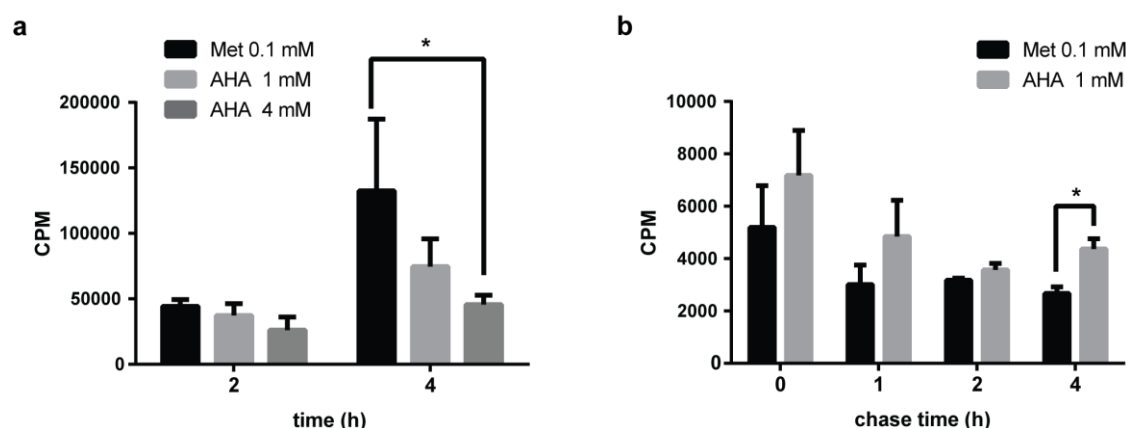 a
Met 0.1 mM
AHA 1 mM
AHA 4 mM
*
200000
150000
100000
50000
0
CPM
2 4
time (h)
b
Met 0.1 mM
AHA 1 mM
10000
8000
6000
4000
2000
0
CPM
*
0 1 2 4
chase time (h)